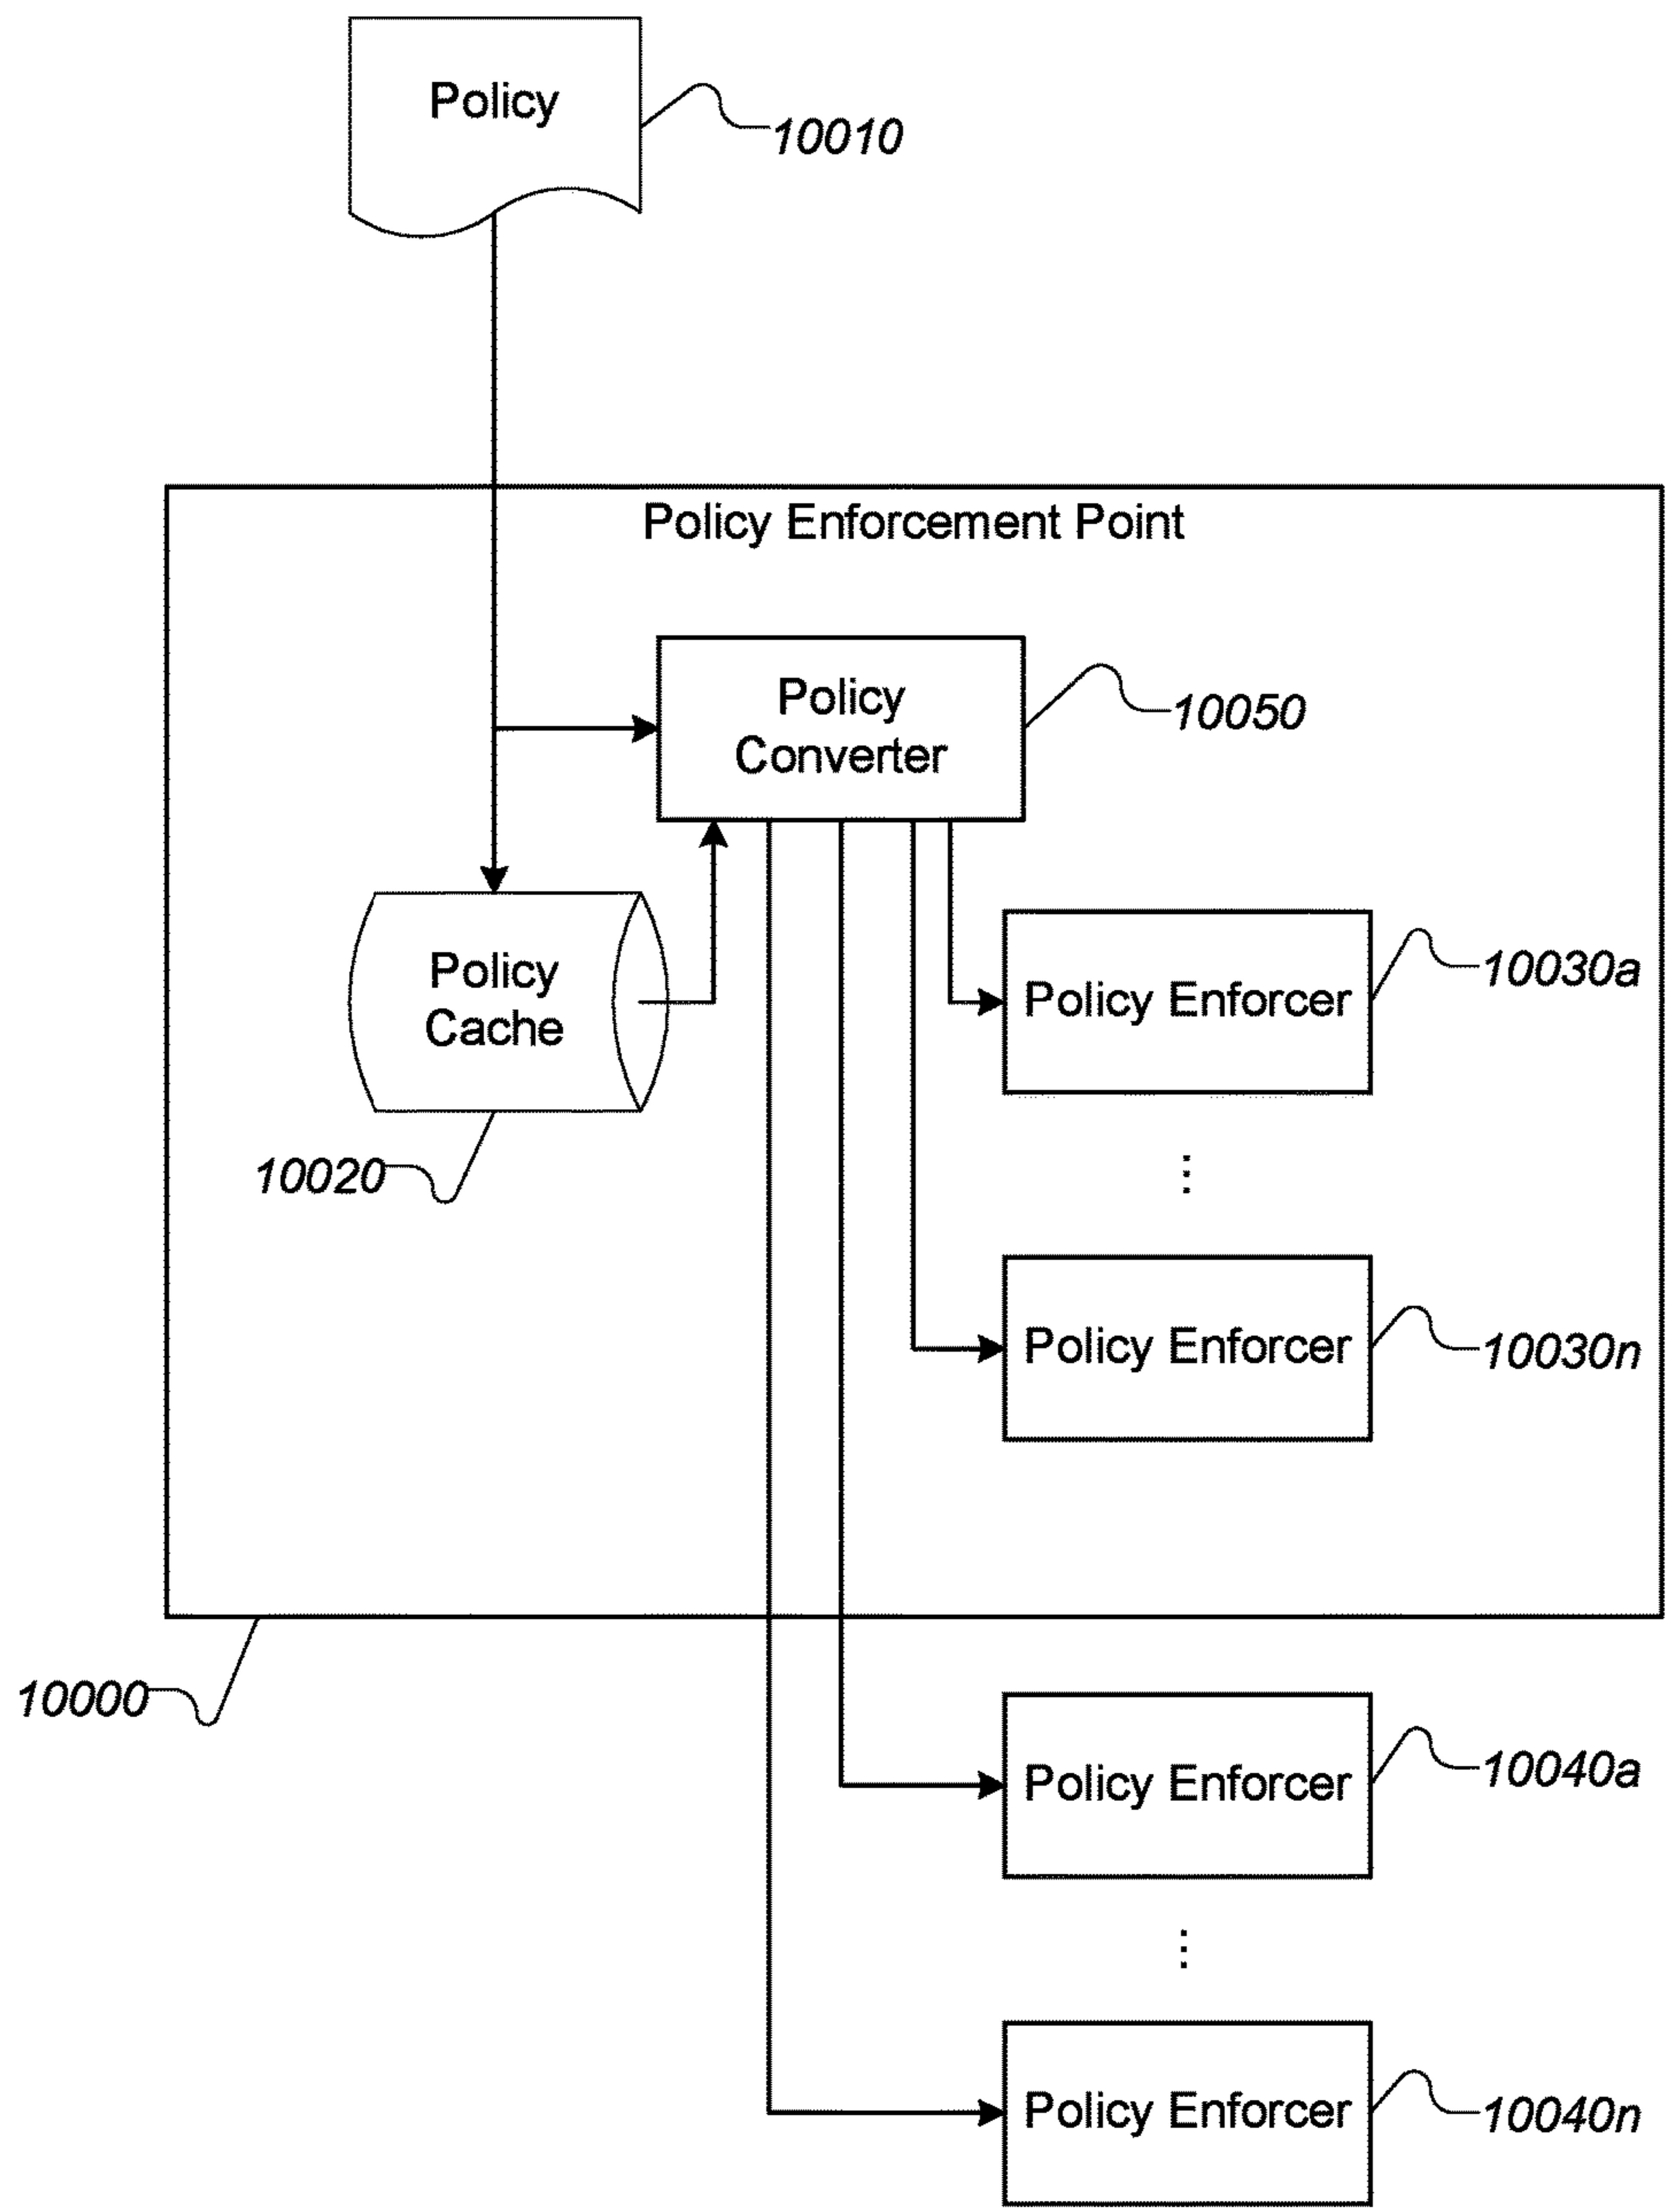 Policy
10010
Policy Enforcement Point
Policy
Converter
10050
Policy
Cache
10020
Policy Enforcer
10030a
⋮
Policy Enforcer
10030n
10000
Policy Enforcer
10040a
⋮
Policy Enforcer
10040n